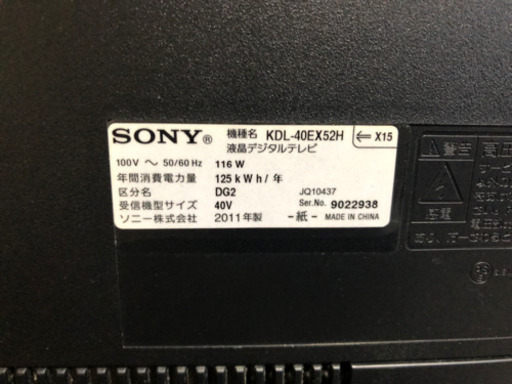 SONY® 機種名 KDL-40EX52H ⇐ X15
液晶デジタルテレビ
100V ～ 50/60 Hz 116 W
年間消費電力量 125 k W h / 年
区分名 DG2 JQ10437
受信機型サイズ 40V Ser.No. 9022938
ソニー株式会社 2011年製 -紙- MADE IN CHINA
警告